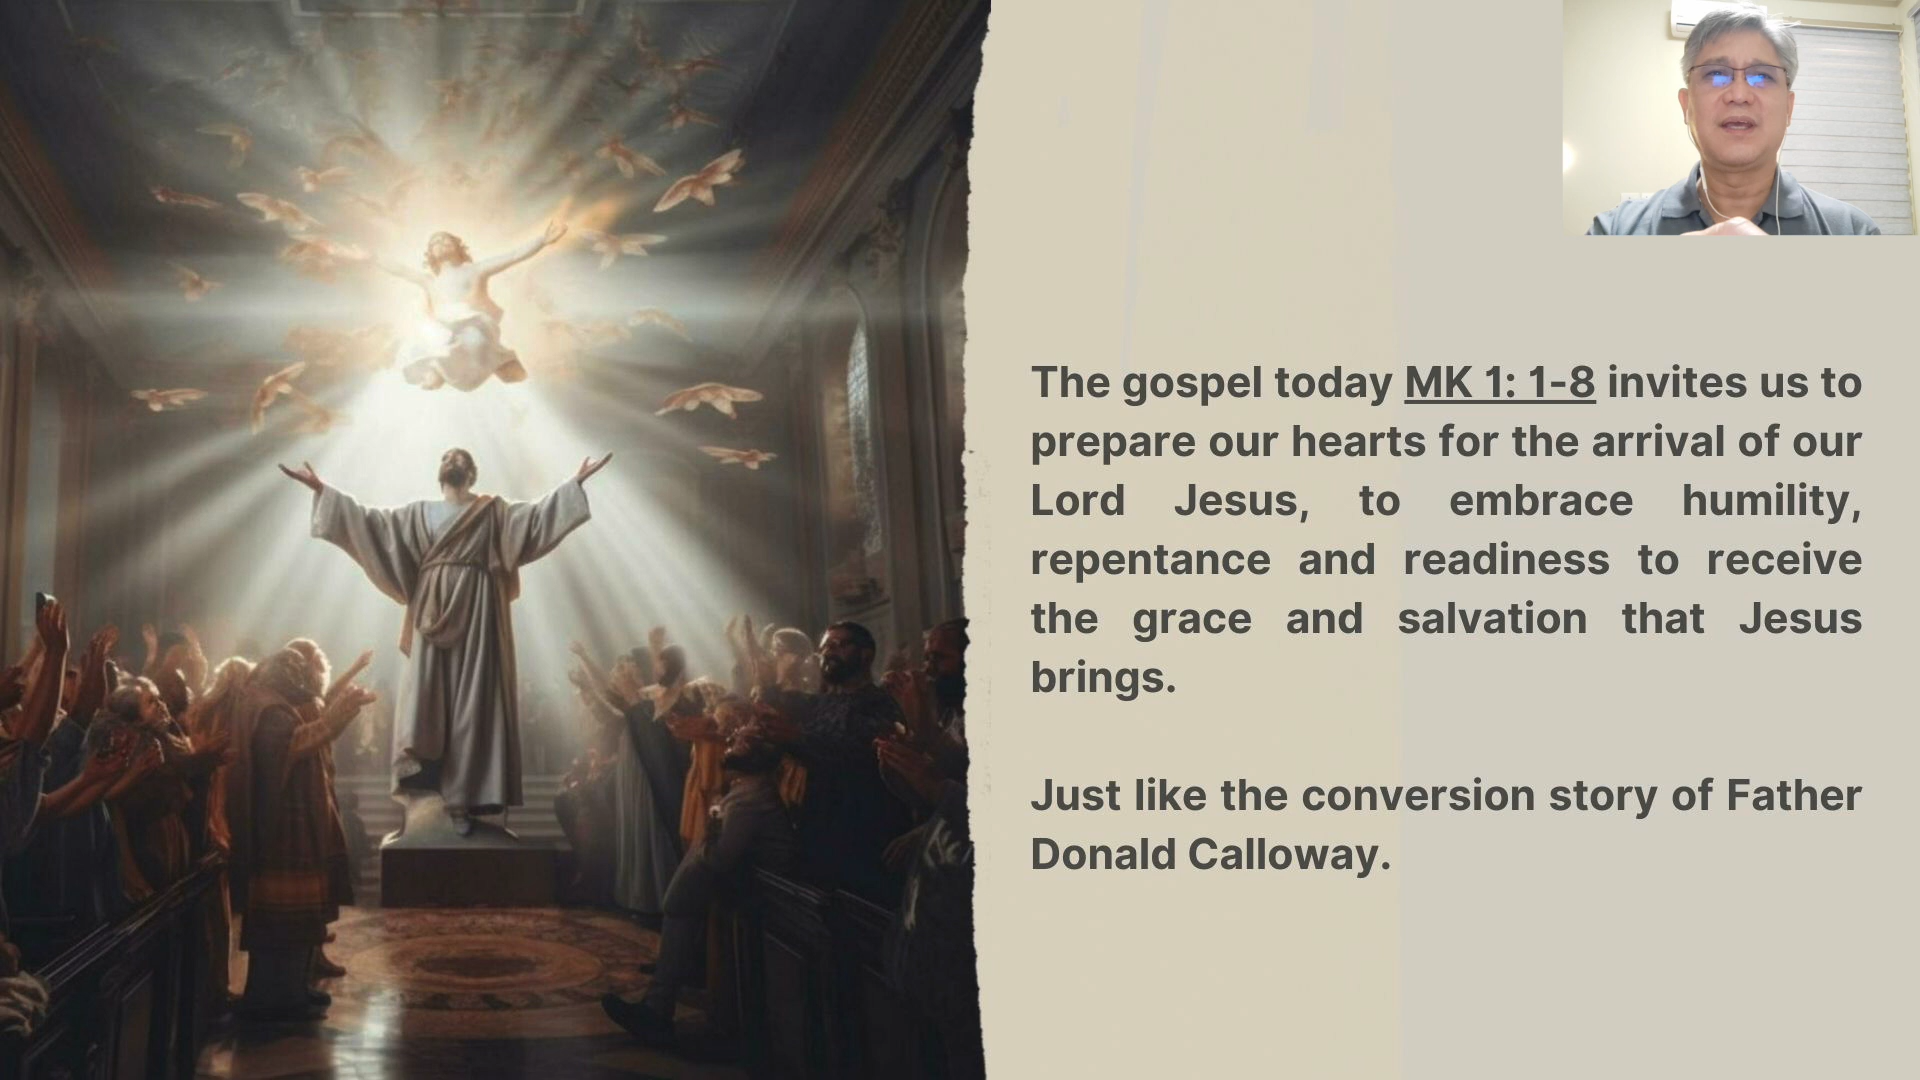 The gospel today MK 1: 1-8 invites us to
prepare our hearts for the arrival of our
Lord Jesus, to embrace humility,
repentance and readiness to receive
the grace and salvation that Jesus
brings.
Just like the conversion story of Father
Donald Calloway.